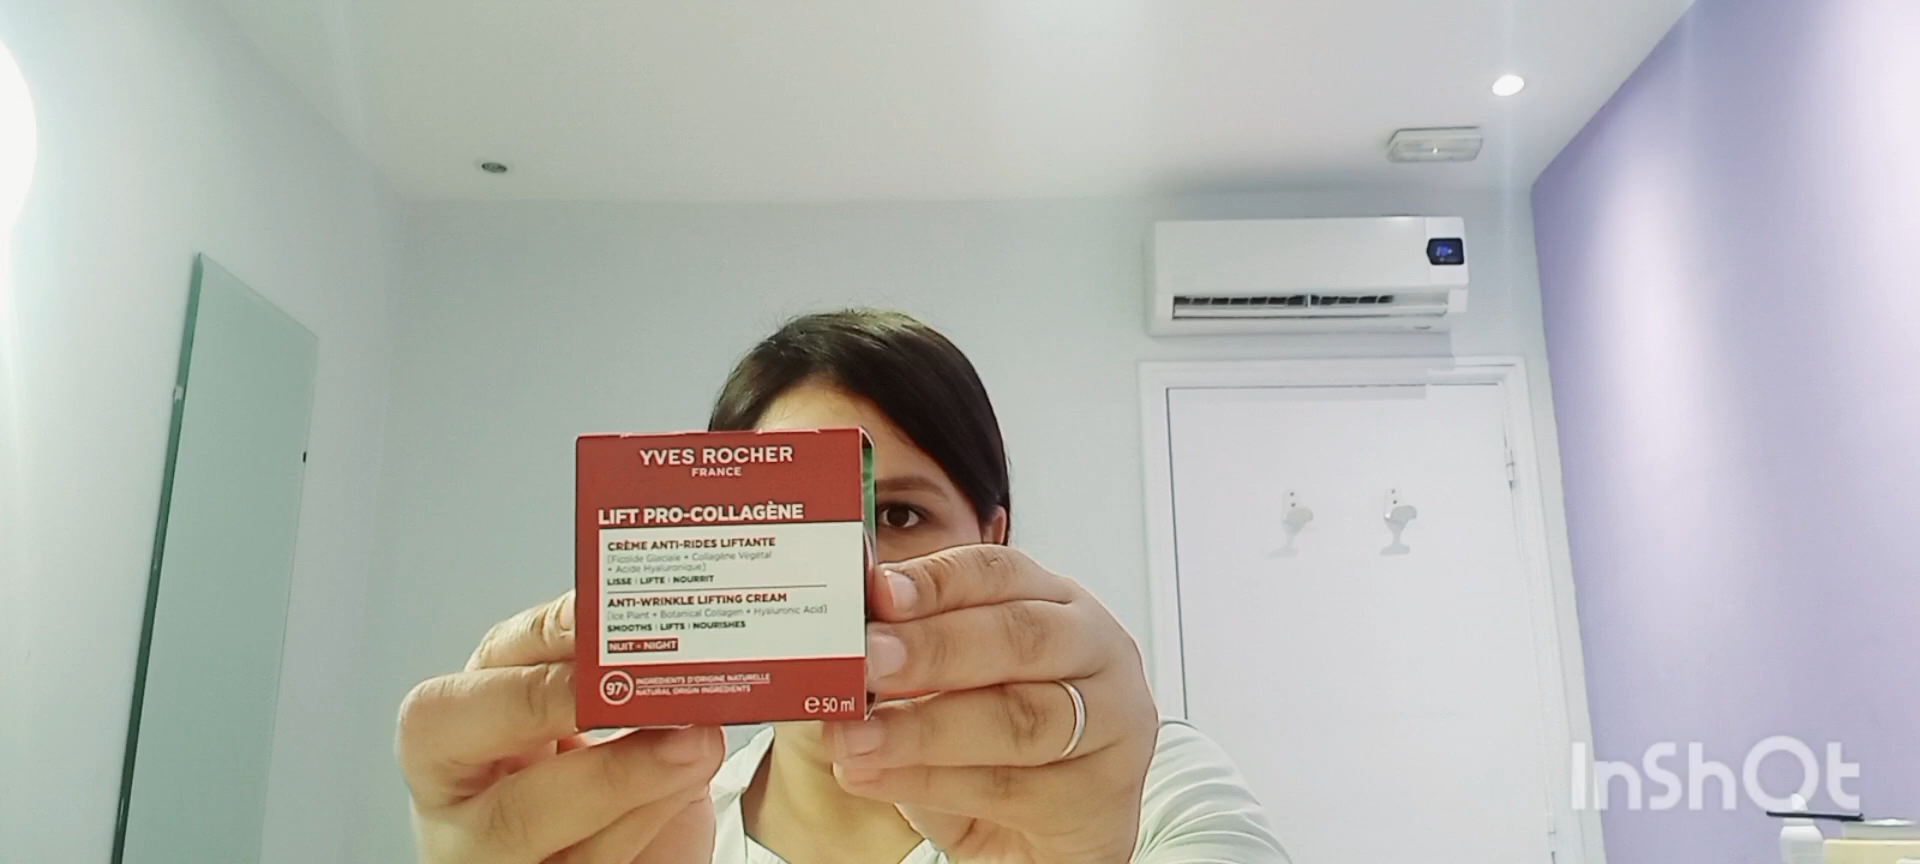 YVES ROCHER
FRANCE
LIFT PRO-COLLAGÈNE
CRÈME ANTI-RIDES LIFTANTE
[Ficoïde Glaciale • Collagène Végétal
• Acide Hyaluronique]
LISSE | LIFTE | NOURRIT
ANTI-WRINKLE LIFTING CREAM
[Ice Plant • Botanical Collagen • Hyaluronic Acid]
SMOOTHS | LIFTS | NOURISHES
NUIT - NIGHT
97%
INGRÉDIENTS D'ORIGINE NATURELLE
NATURAL ORIGIN INGREDIENTS
e 50 ml
InShOt